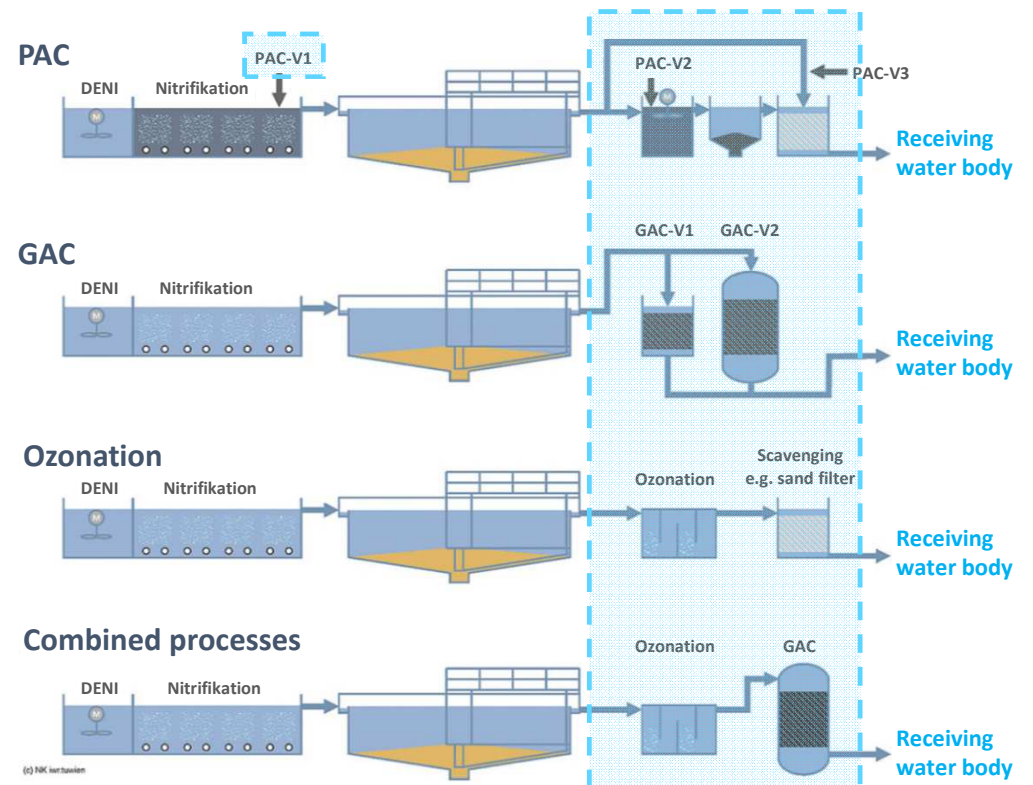 PAC
PAC-V1
DENI
Nitrifikation
M
PAC-V2
M
PAC-V3
Receiving
water body
GAC
DENI
Nitrifikation
M
GAC-V1
GAC-V2
Receiving
water body
Ozonation
DENI
Nitrifikation
M
Ozonation
Scavenging
e.g. sand filter
Receiving
water body
Combined processes
DENI
Nitrifikation
M
Ozonation
GAC
Receiving
water body
(c) NK iwr.tuwien